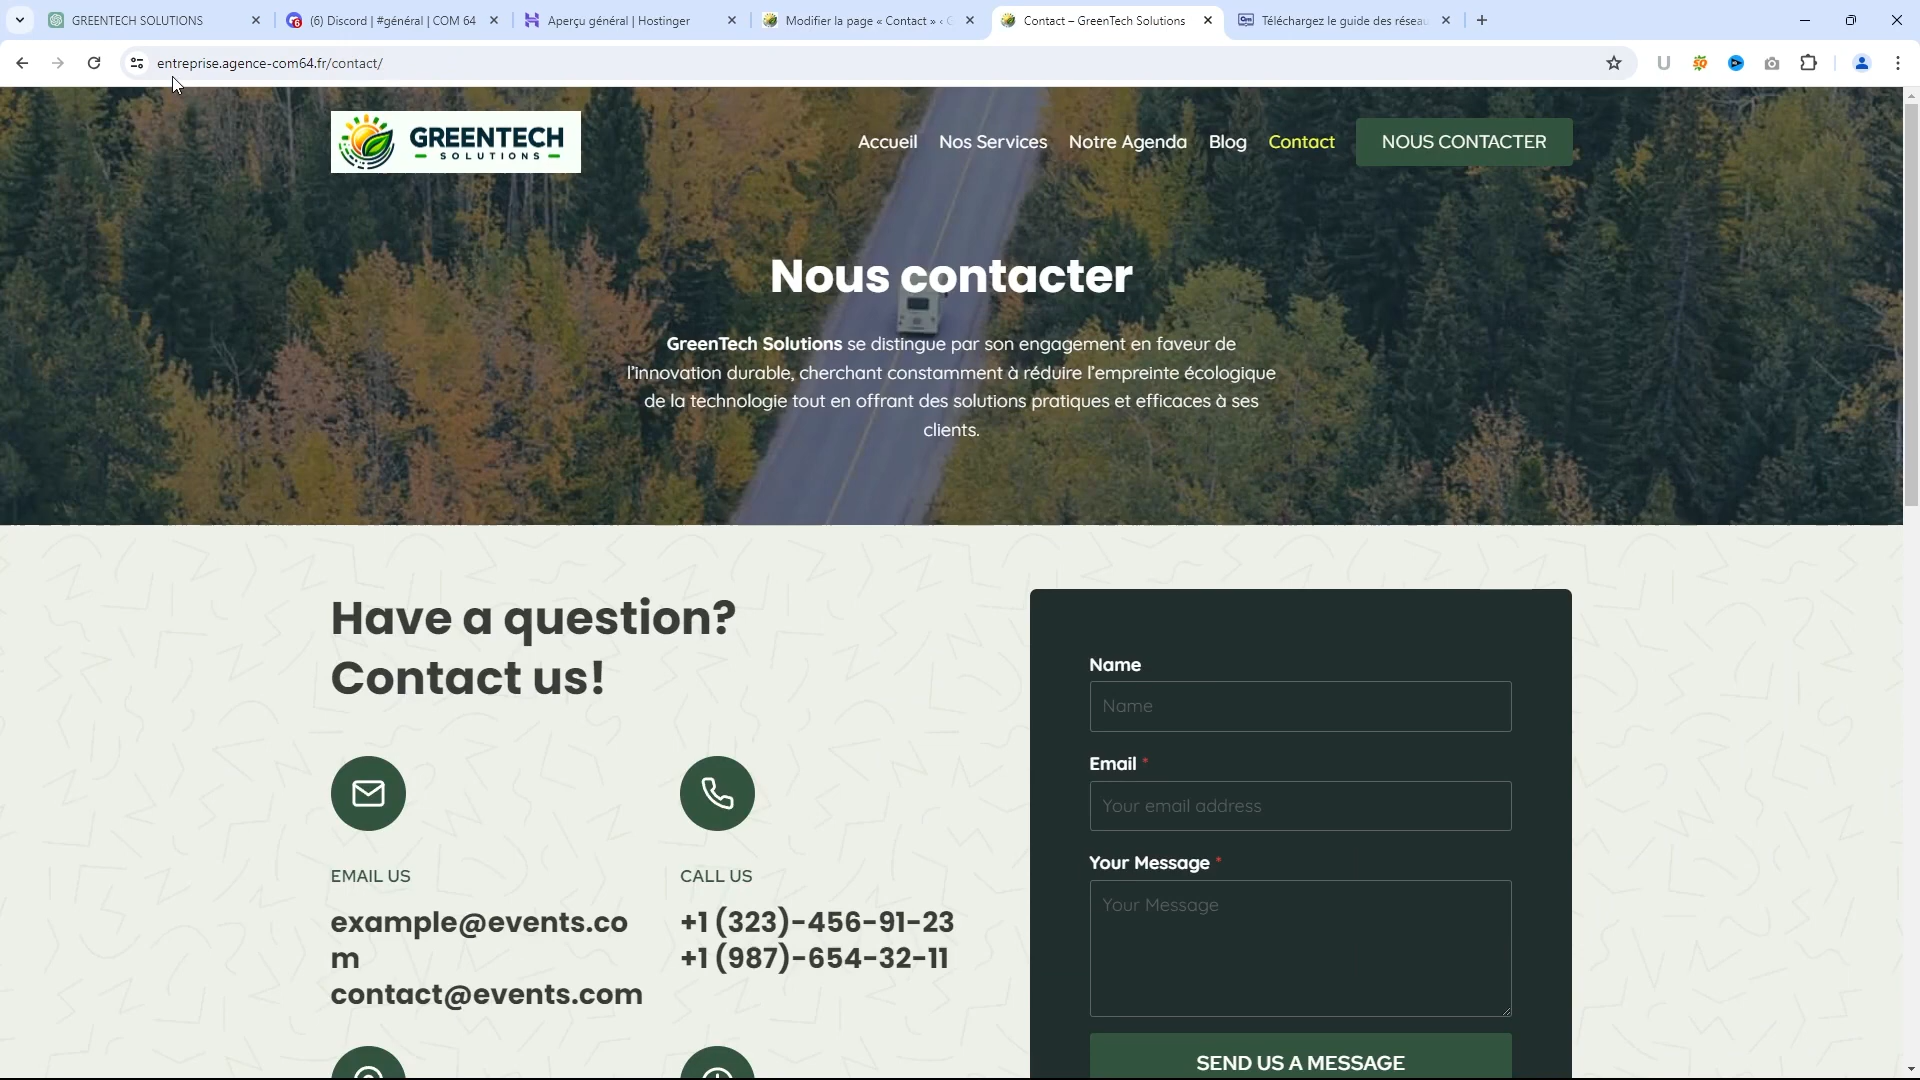 GREENTECH SOLUTIONS
(6) Discord | #général | COM 64
Aperçu général | Hostinger
Modifier la page « Contact » ‹
Contact – GreenTech Solutions
Téléchargez le guide des réseau
entreprise.agence-com64.fr/contact/
GREENTECH
SOLUTIONS
Accueil
Nos Services
Notre Agenda
Blog
Contact
NOUS CONTACTER
Nous contacter
GreenTech Solutions se distingue par son engagement en faveur de
l'innovation durable, cherchant constamment à réduire l'empreinte écologique
de la technologie tout en offrant des solutions pratiques et efficaces à ses
clients.
Have a question?
Contact us!
EMAIL US
example@events.co
m
contact@events.com
CALL US
+1 (323)-456-91-23
+1 (987)-654-32-11
Name
Name
Email *
Your email address
Your Message *
Your Message
SEND US A MESSAGE